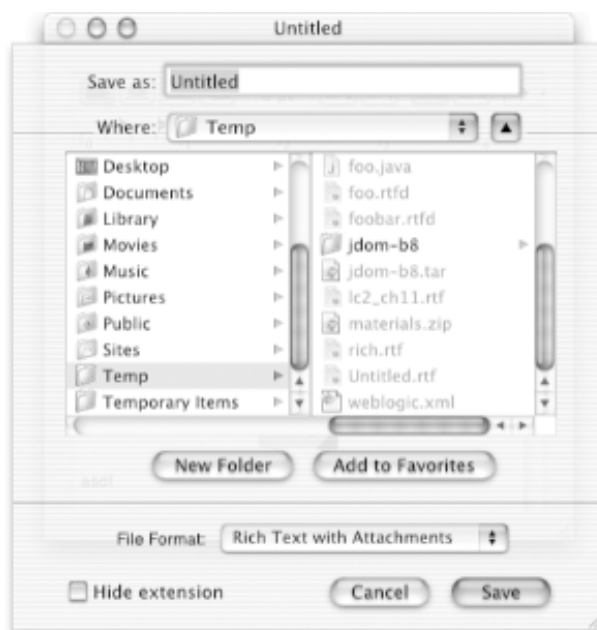 Untitled
Save as: Untitled
Where: Temp
Desktop
Documents
Library
Movies
Music
Pictures
Public
Sites
Temp
Temporary Items
foo.java
foo.rtfd
foobar.rtfd
jdom-b8
jdom-b8.tar
lc2_ch11.rtf
materials.zip
rich.rtf
Untitled.rtf
weblogic.xml
New Folder
Add to Favorites
asdf
File Format: Rich Text with Attachments
Hide extension
Cancel
Save